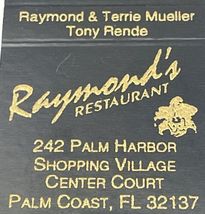 Raymond & Terrie Mueller
Tony Rende
Raymond's
RESTAURANT
242 PALM HARBOR
SHOPPING VILLAGE
CENTER COURT
PALM COAST, FL 32137